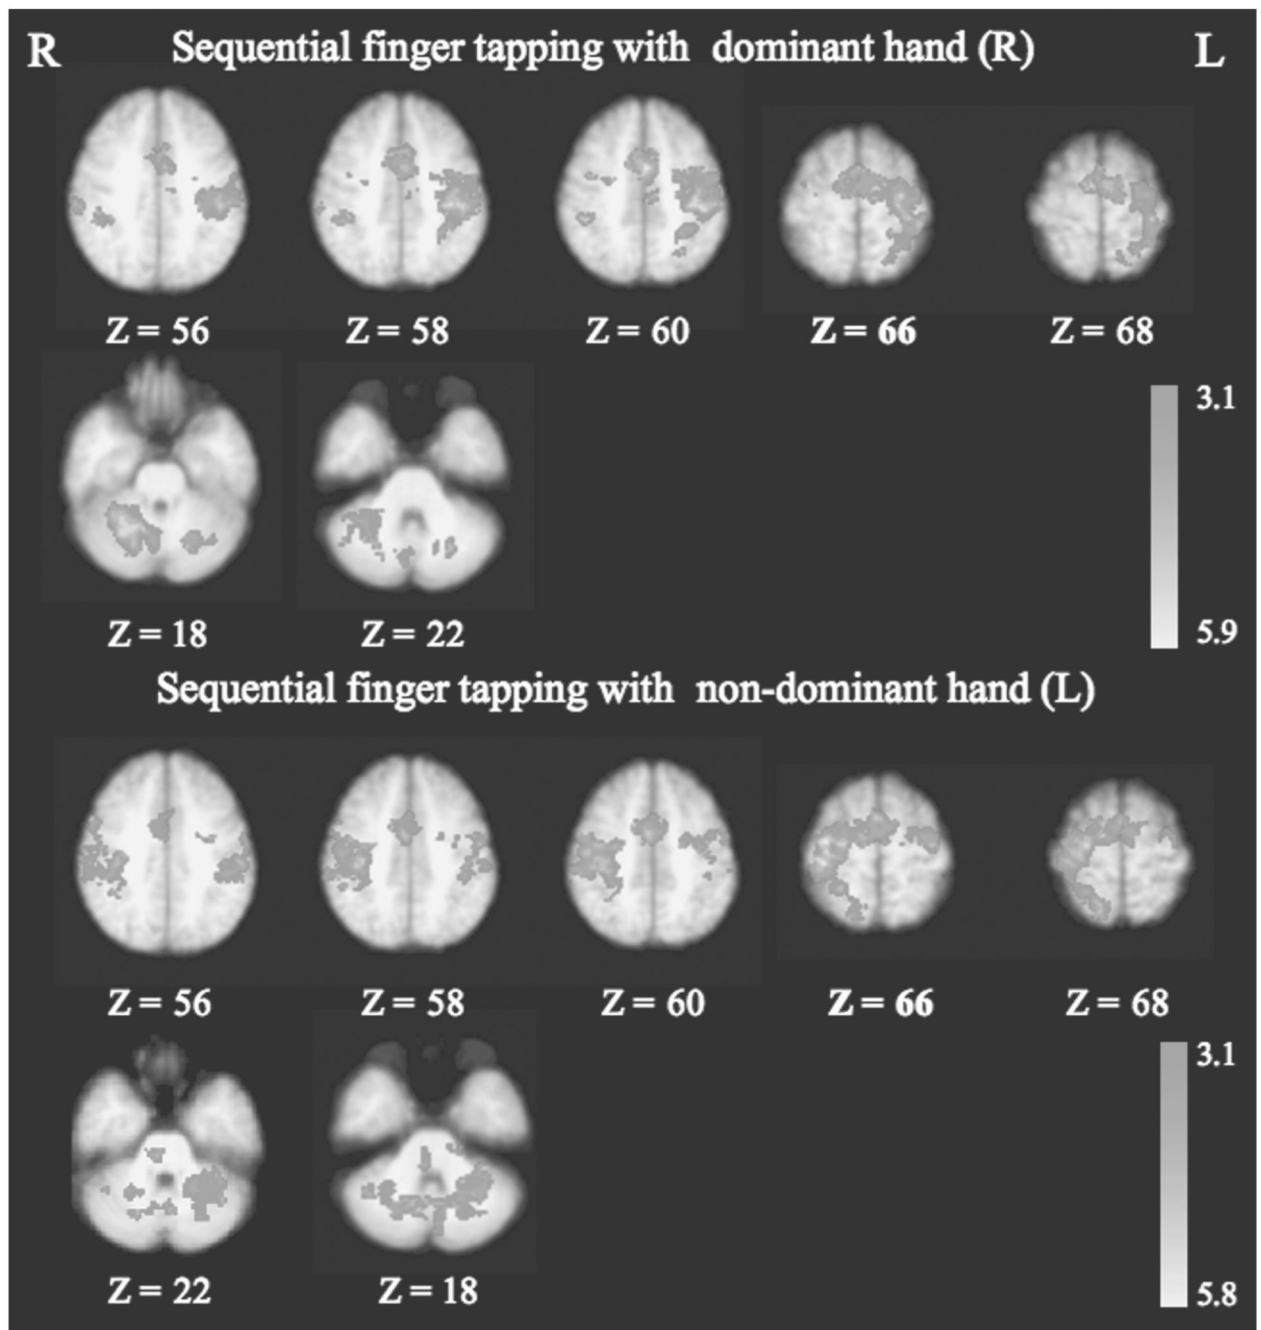 R Sequential finger tapping with dominant hand (R) L
Z = 56 Z = 58 Z = 60 Z = 66 Z = 68
3.1
5.9
Z = 18 Z = 22
Sequential finger tapping with non-dominant hand (L)
Z = 56 Z = 58 Z = 60 Z = 66 Z = 68
3.1
5.8
Z = 22 Z = 18